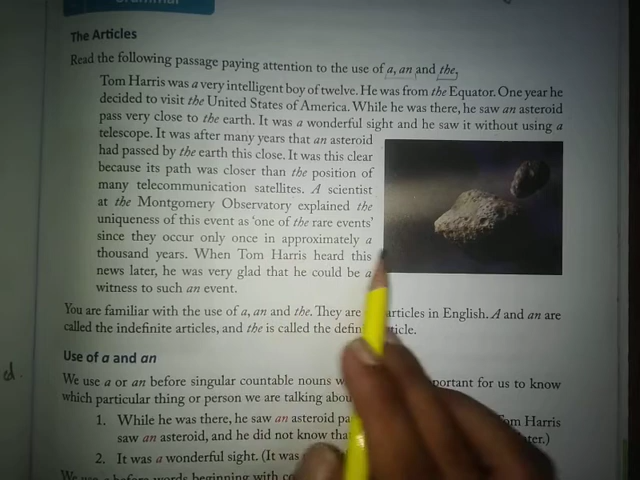 Grammar
The Articles
Read the following passage paying attention to the use of a, an and the.
Tom Harris was a very intelligent boy of twelve. He was from the Equator. One year he
decided to visit the United States of America. While he was there, he saw an asteroid
pass very close to the earth. It was a wonderful sight and he saw it without using a
telescope. It was after many years that an asteroid
had passed by the earth this close. It was this clear
because its path was closer than the position of
many telecommunication satellites. A scientist
at the Montgomery Observatory explained the
uniqueness of this event as 'one of the rare events'
since they occur only once in approximately a
thousand years. When Tom Harris heard this
news later, he was very glad that he could be a
witness to such an event.
You are familiar with the use of a, an and the. They are articles in English. A and an are
called the indefinite articles, and the is called the
Use of a and an
We use a or an before singular countable nouns for us to know
which particular thing or person we are talking
1. While he was there, he saw an asteroid Tom Harris
saw an asteroid, and he did not know
2. It was a wonderful sight. (It was
before words beginning with
d.